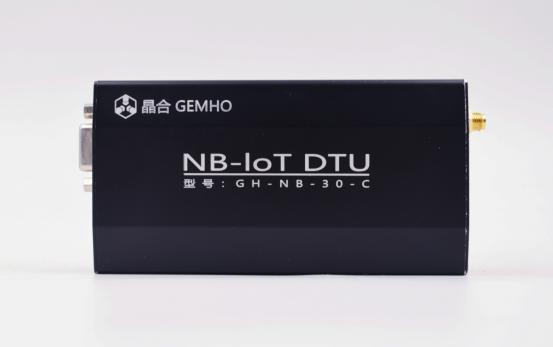 晶合 GEMHO
NB-IoT DTU
型号：GH-NB-30-C